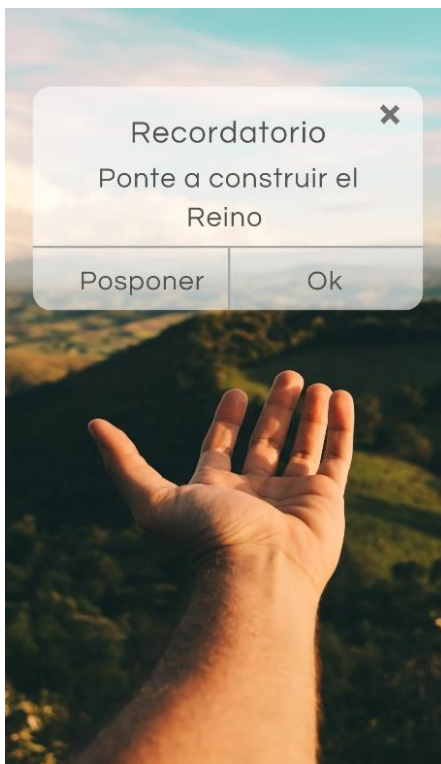 Recordatorio
Ponte a construir el
Reino
Posponer
Ok